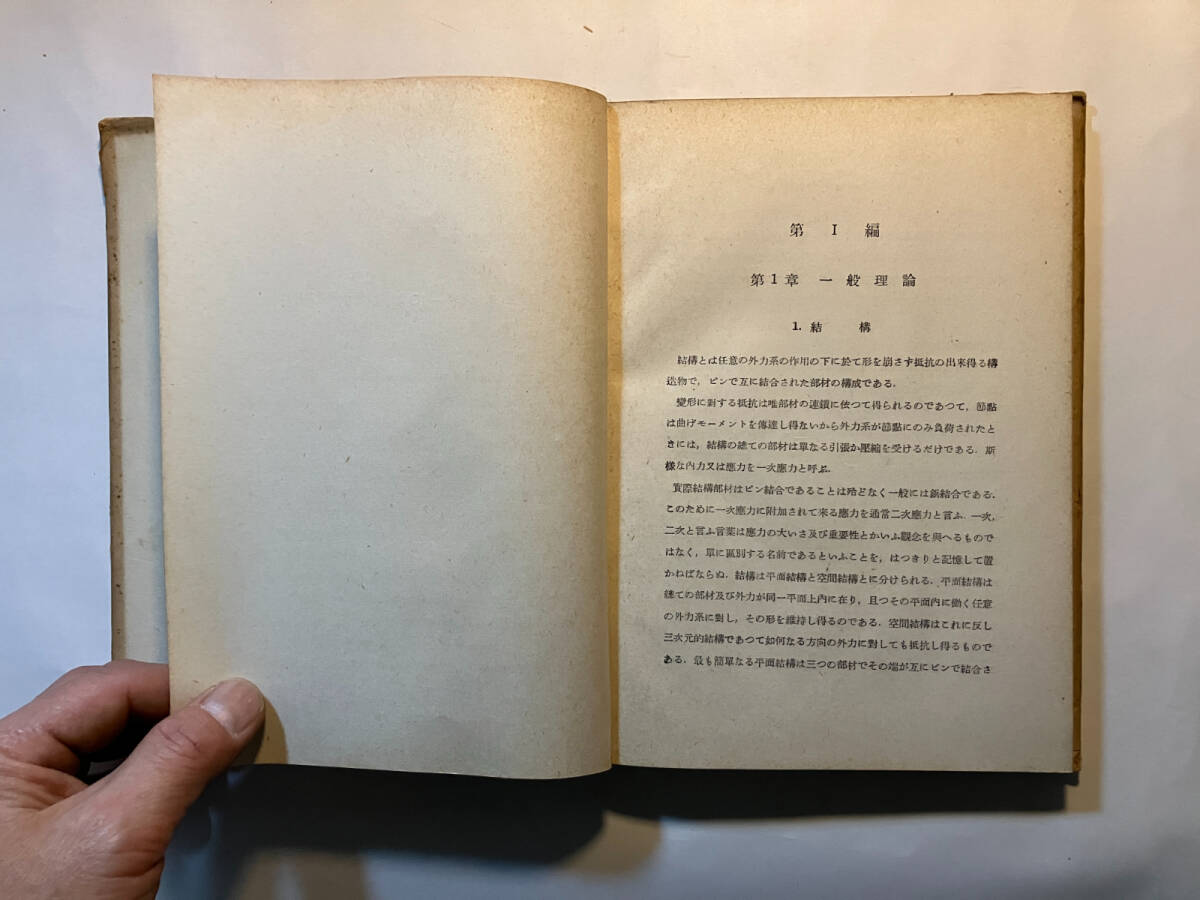 第 I 編
第1章 一般理論
1. 結構
結構とは任意の外力系の作用の下に於て形を崩さず抵抗の出來得る構
造物で，ピンで互に結合された部材の構成である．
變形に對する抵抗は唯部材の連鎖に依つて得られるのであつて，節點
は曲げモーメントを傳達し得ないから外力系が節點にのみ負荷されたと
きには，結構の總ての部材は單なる引張か壓縮を受けるだけである．斯
樣な內力又は應力を一次應力と呼ぶ．
實際結構部材はピン結合であることは殆どなく一般には鋲結合である．
このために一次應力に附加されて來る應力を通常二次應力と言ふ．一次，
二次と言ふ言葉は應力の大いさ及び重要性とかいふ觀念を與へるもので
はなく，單に區別する名前であるといふことを，はつきりと記憶して置
かねばならぬ．結構は平面結構と空間結構とに分けられる．平面結構は
總ての部材及び外力が同一平面上內に在り，且つその平面內に働く任意
の外力系に對し，その形を維持し得るのである．空間結構はこれに反し
三次元的結構であつて如何なる方向の外力に對しても抵抗し得るもので
ある．最も簡單なる平面結構は三つの部材でその端が互にピンで結合さ